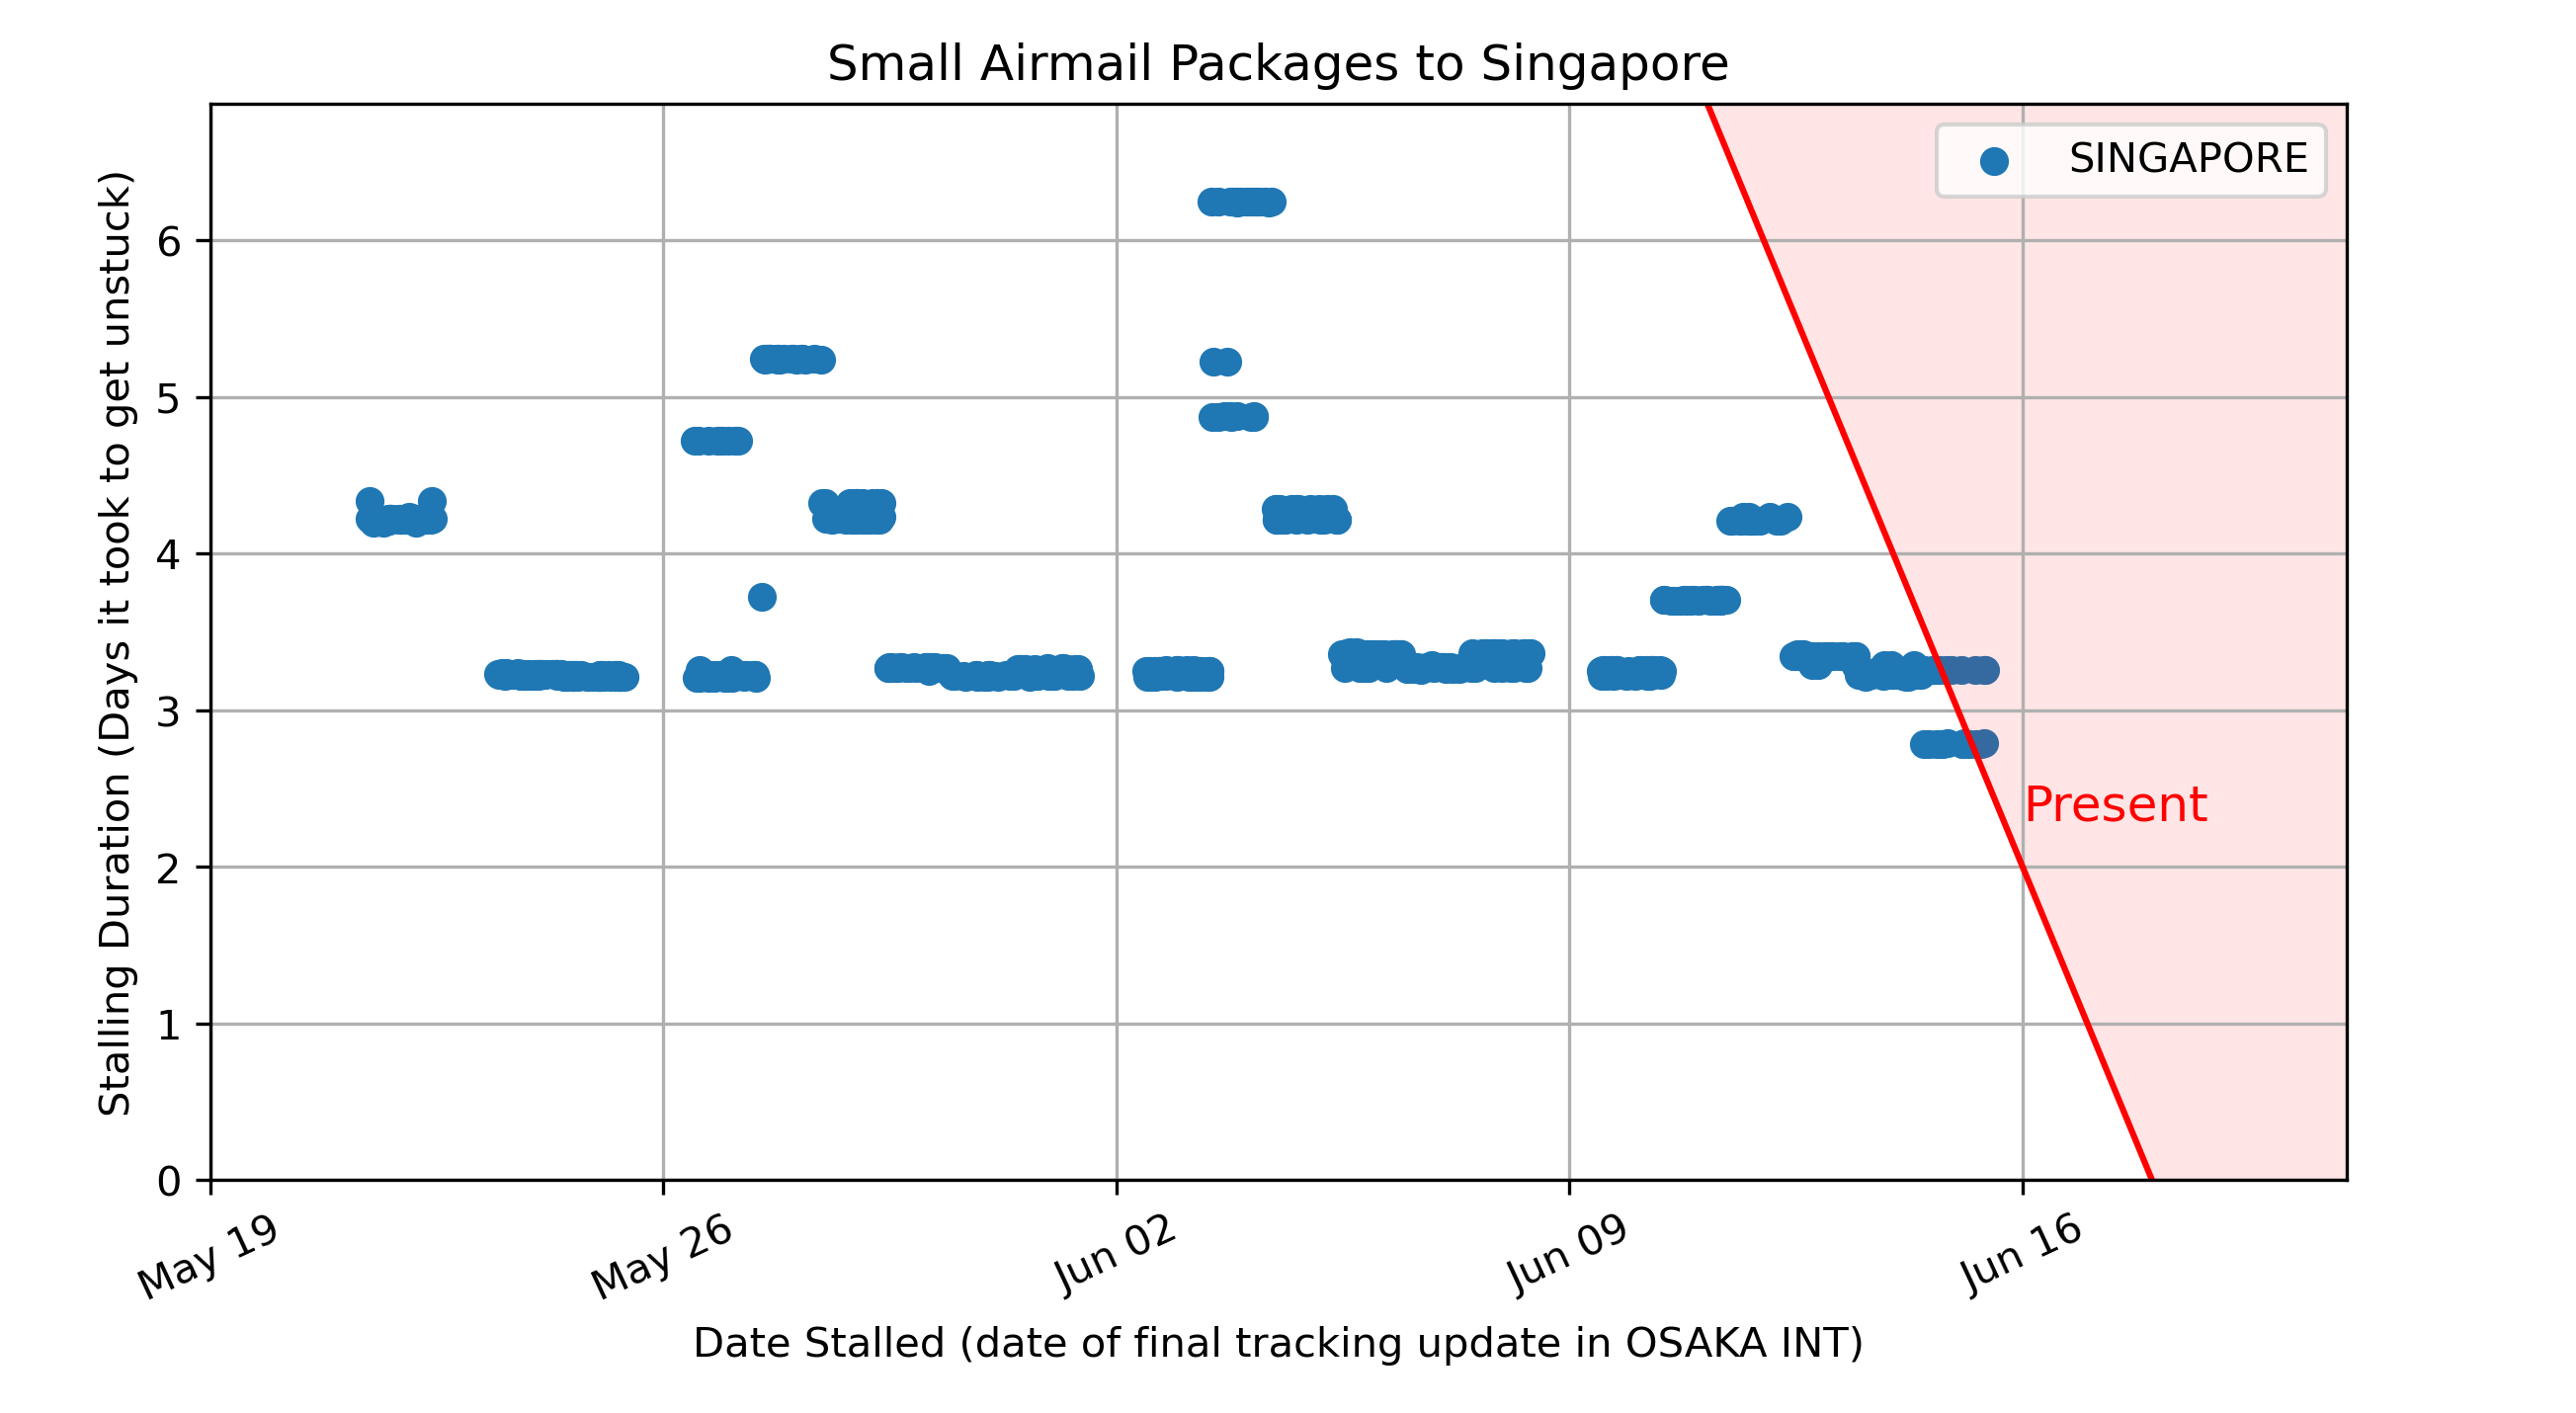 Small Airmail Packages to Singapore
SINGAPORE
Stalling Duration (Days it took to get unstuck)
6
5
4
3
2
1
0
Present
May 19
May 26
Jun 02
Jun 09
Jun 16
Date Stalled (date of final tracking update in OSAKA INT)